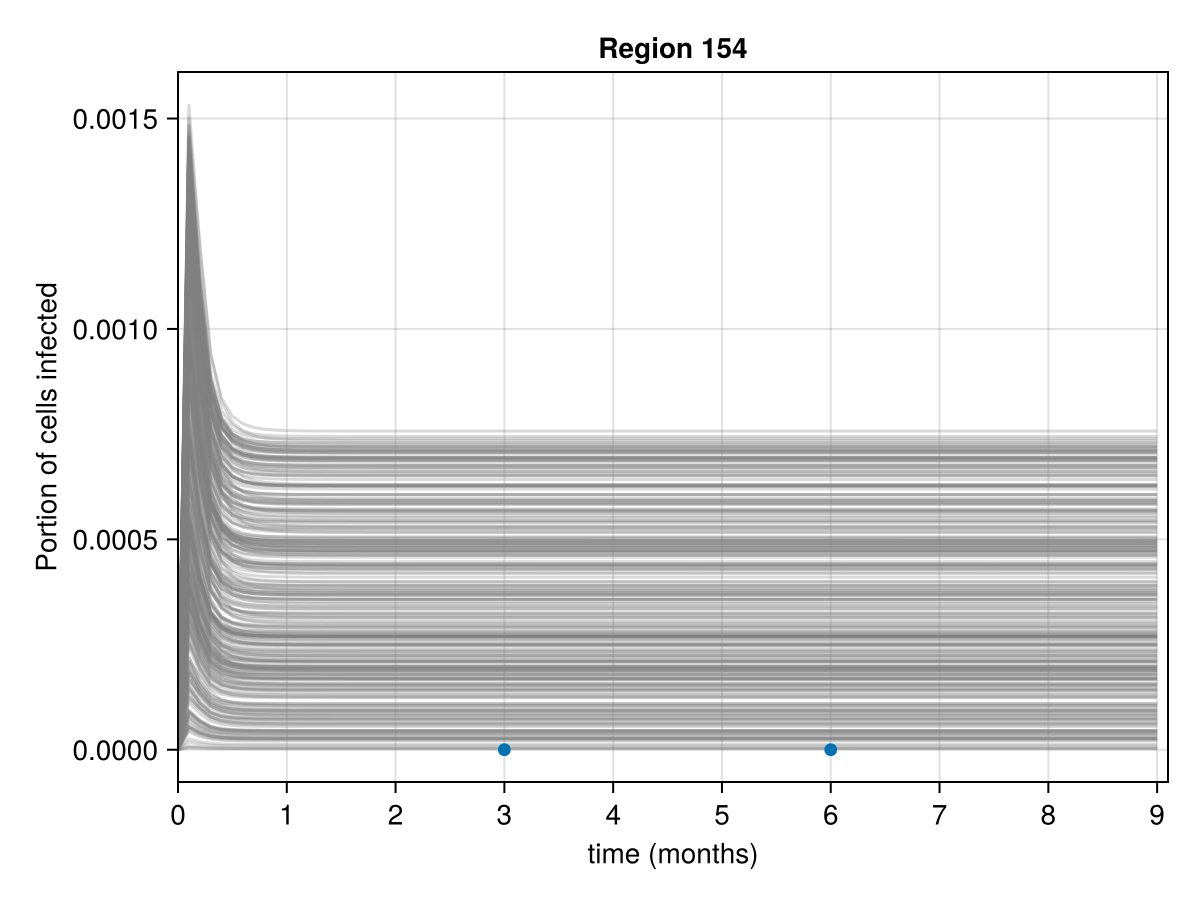 Region 154
Portion of cells infected
0.0015
0.0010
0.0005
0.0000
0 1 2 3 4 5 6 7 8 9
time (months)